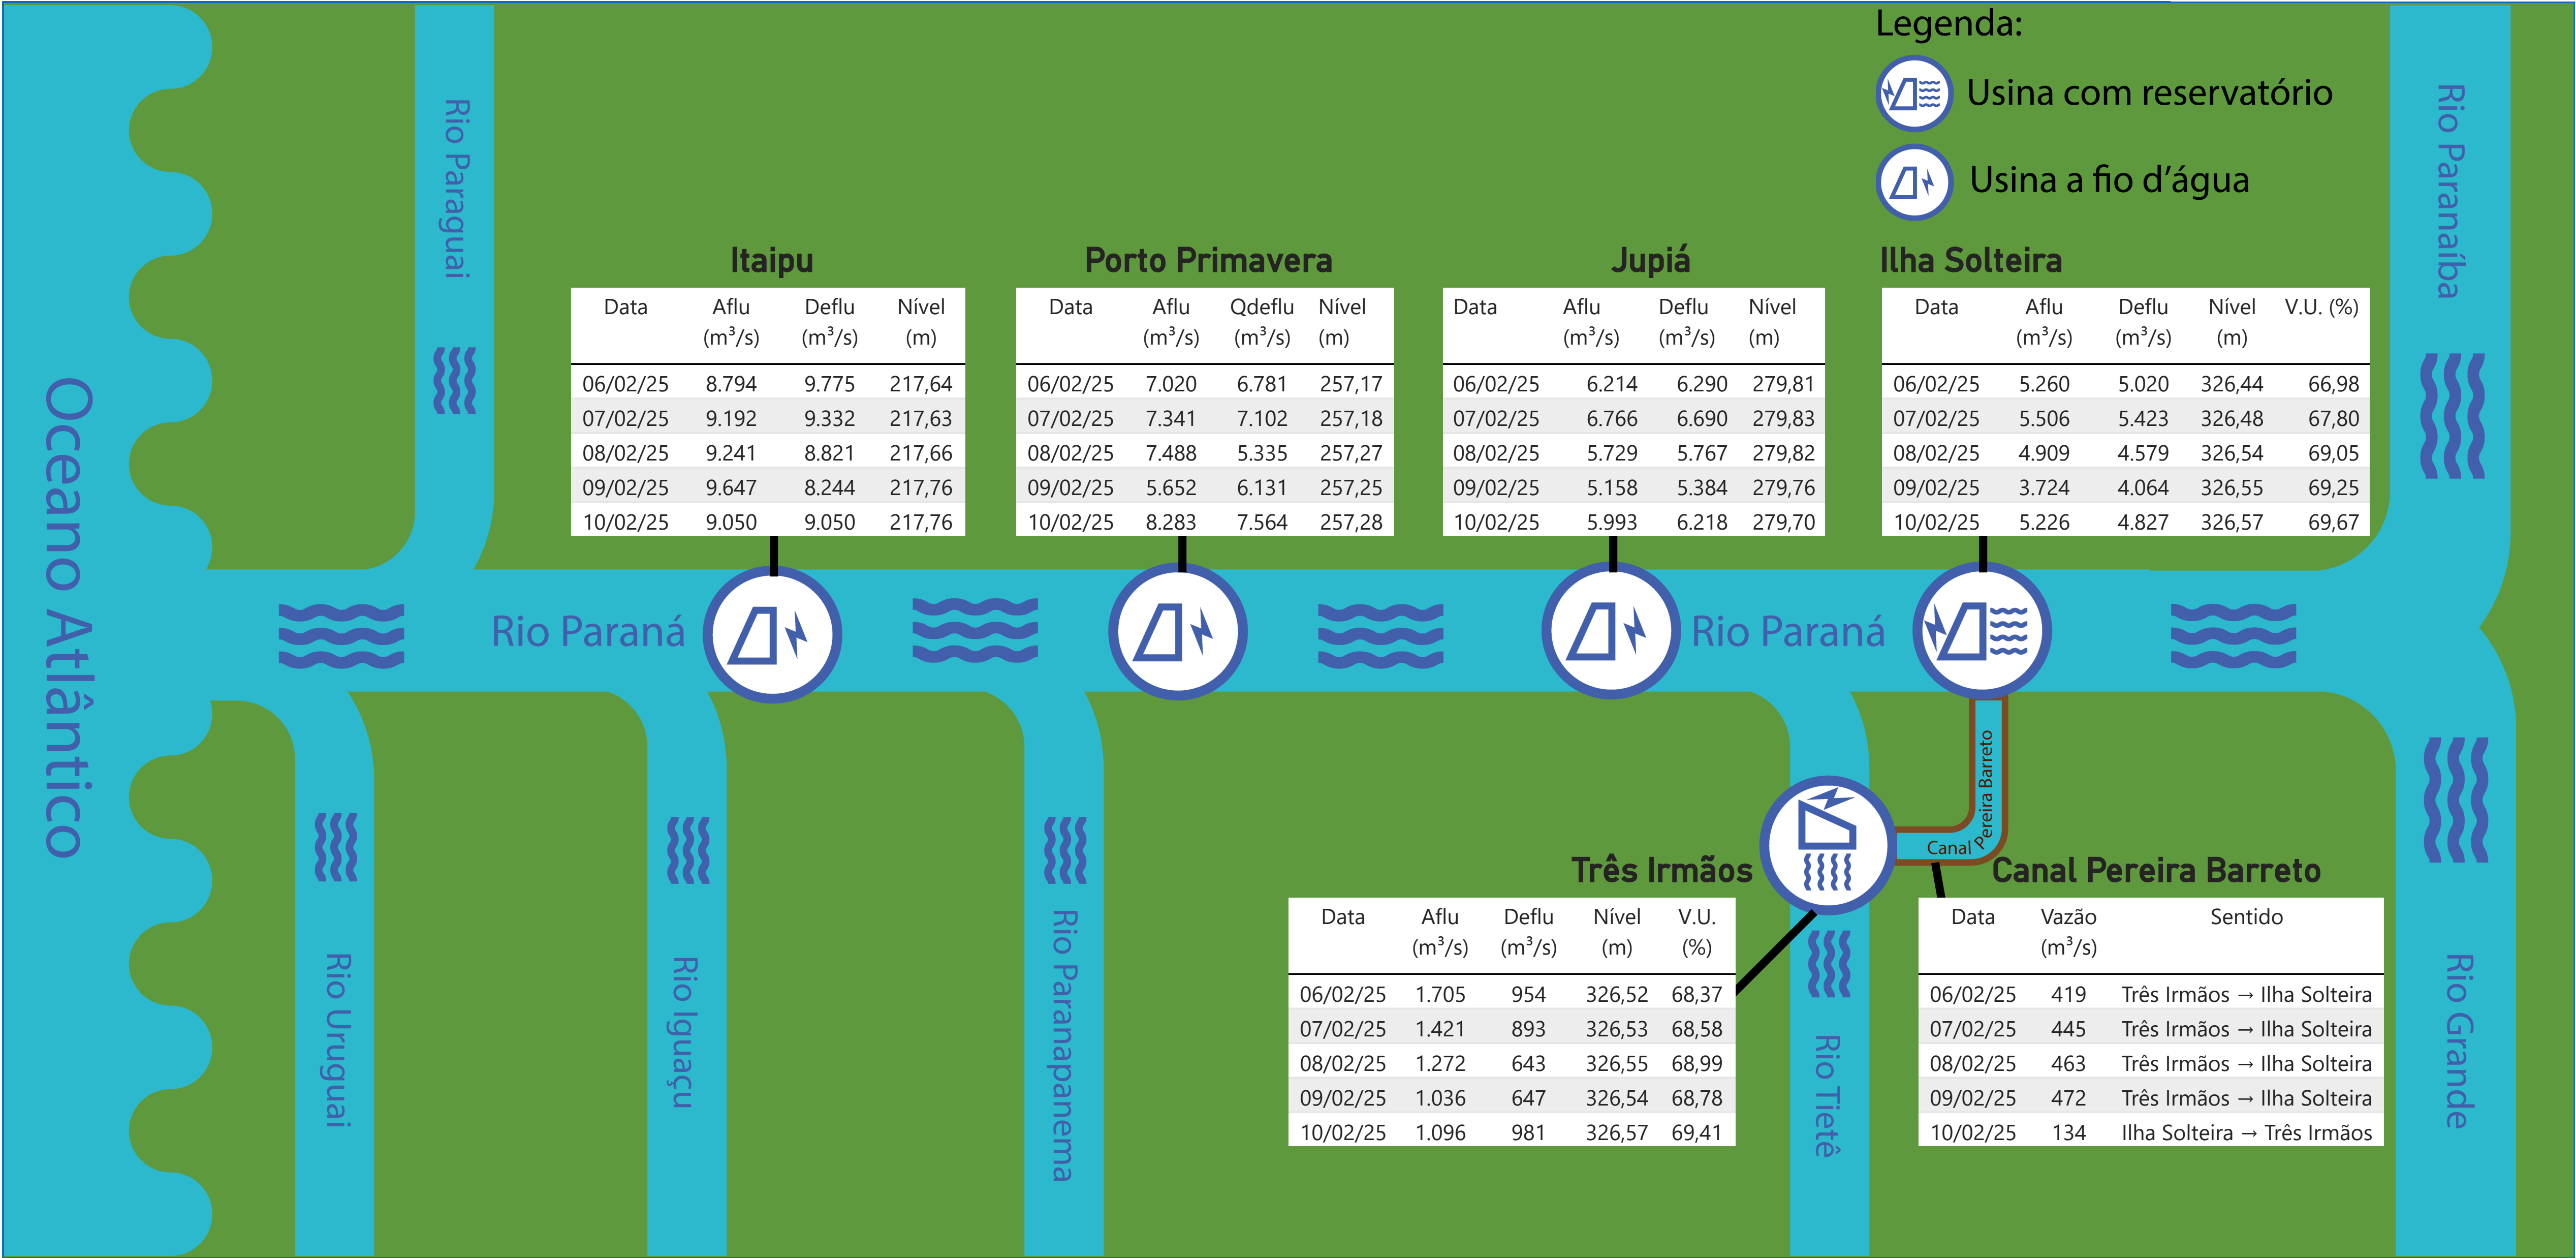 Legenda:
Usina com reservatório
Usina a fio d'água
Oceano Atlântico
Rio Paraguai
Rio Paranaíba
Itaipu
Data Aflu Deflu Nível
(m³/s) (m³/s) (m)
06/02/25 8.794 9.775 217,64
07/02/25 9.192 9.332 217,63
08/02/25 9.241 8.821 217,66
09/02/25 9.647 8.244 217,76
10/02/25 9.050 9.050 217,76
Porto Primavera
Data Aflu Qdeflu Nível
(m³/s) (m³/s) (m)
06/02/25 7.020 6.781 257,17
07/02/25 7.341 7.102 257,18
08/02/25 7.488 5.335 257,27
09/02/25 5.652 6.131 257,25
10/02/25 8.283 7.564 257,28
Jupiá
Data Aflu Deflu Nível
(m³/s) (m³/s) (m)
06/02/25 6.214 6.290 279,81
07/02/25 6.766 6.690 279,83
08/02/25 5.729 5.767 279,82
09/02/25 5.158 5.384 279,76
10/02/25 5.993 6.218 279,70
Ilha Solteira
Data Aflu Deflu Nível V.U. (%)
(m³/s) (m³/s) (m)
06/02/25 5.260 5.020 326,44 66,98
07/02/25 5.506 5.423 326,48 67,80
08/02/25 4.909 4.579 326,54 69,05
09/02/25 3.724 4.064 326,55 69,25
10/02/25 5.226 4.827 326,57 69,67
Rio Paraná
Rio Paraná
Canal Pereira Barreto
Três Irmãos
Data Aflu Deflu Nível V.U.
(m³/s) (m³/s) (m) (%)
06/02/25 1.705 954 326,52 68,37
07/02/25 1.421 893 326,53 68,58
08/02/25 1.272 643 326,55 68,99
09/02/25 1.036 647 326,54 68,78
10/02/25 1.096 981 326,57 69,41
Canal Pereira Barreto
Data Vazão Sentido
(m³/s)
06/02/25 419 Três Irmãos → Ilha Solteira
07/02/25 445 Três Irmãos → Ilha Solteira
08/02/25 463 Três Irmãos → Ilha Solteira
09/02/25 472 Três Irmãos → Ilha Solteira
10/02/25 134 Ilha Solteira → Três Irmãos
Rio Uruguai
Rio Iguaçu
Rio Paranapanema
Rio Tietê
Rio Grande